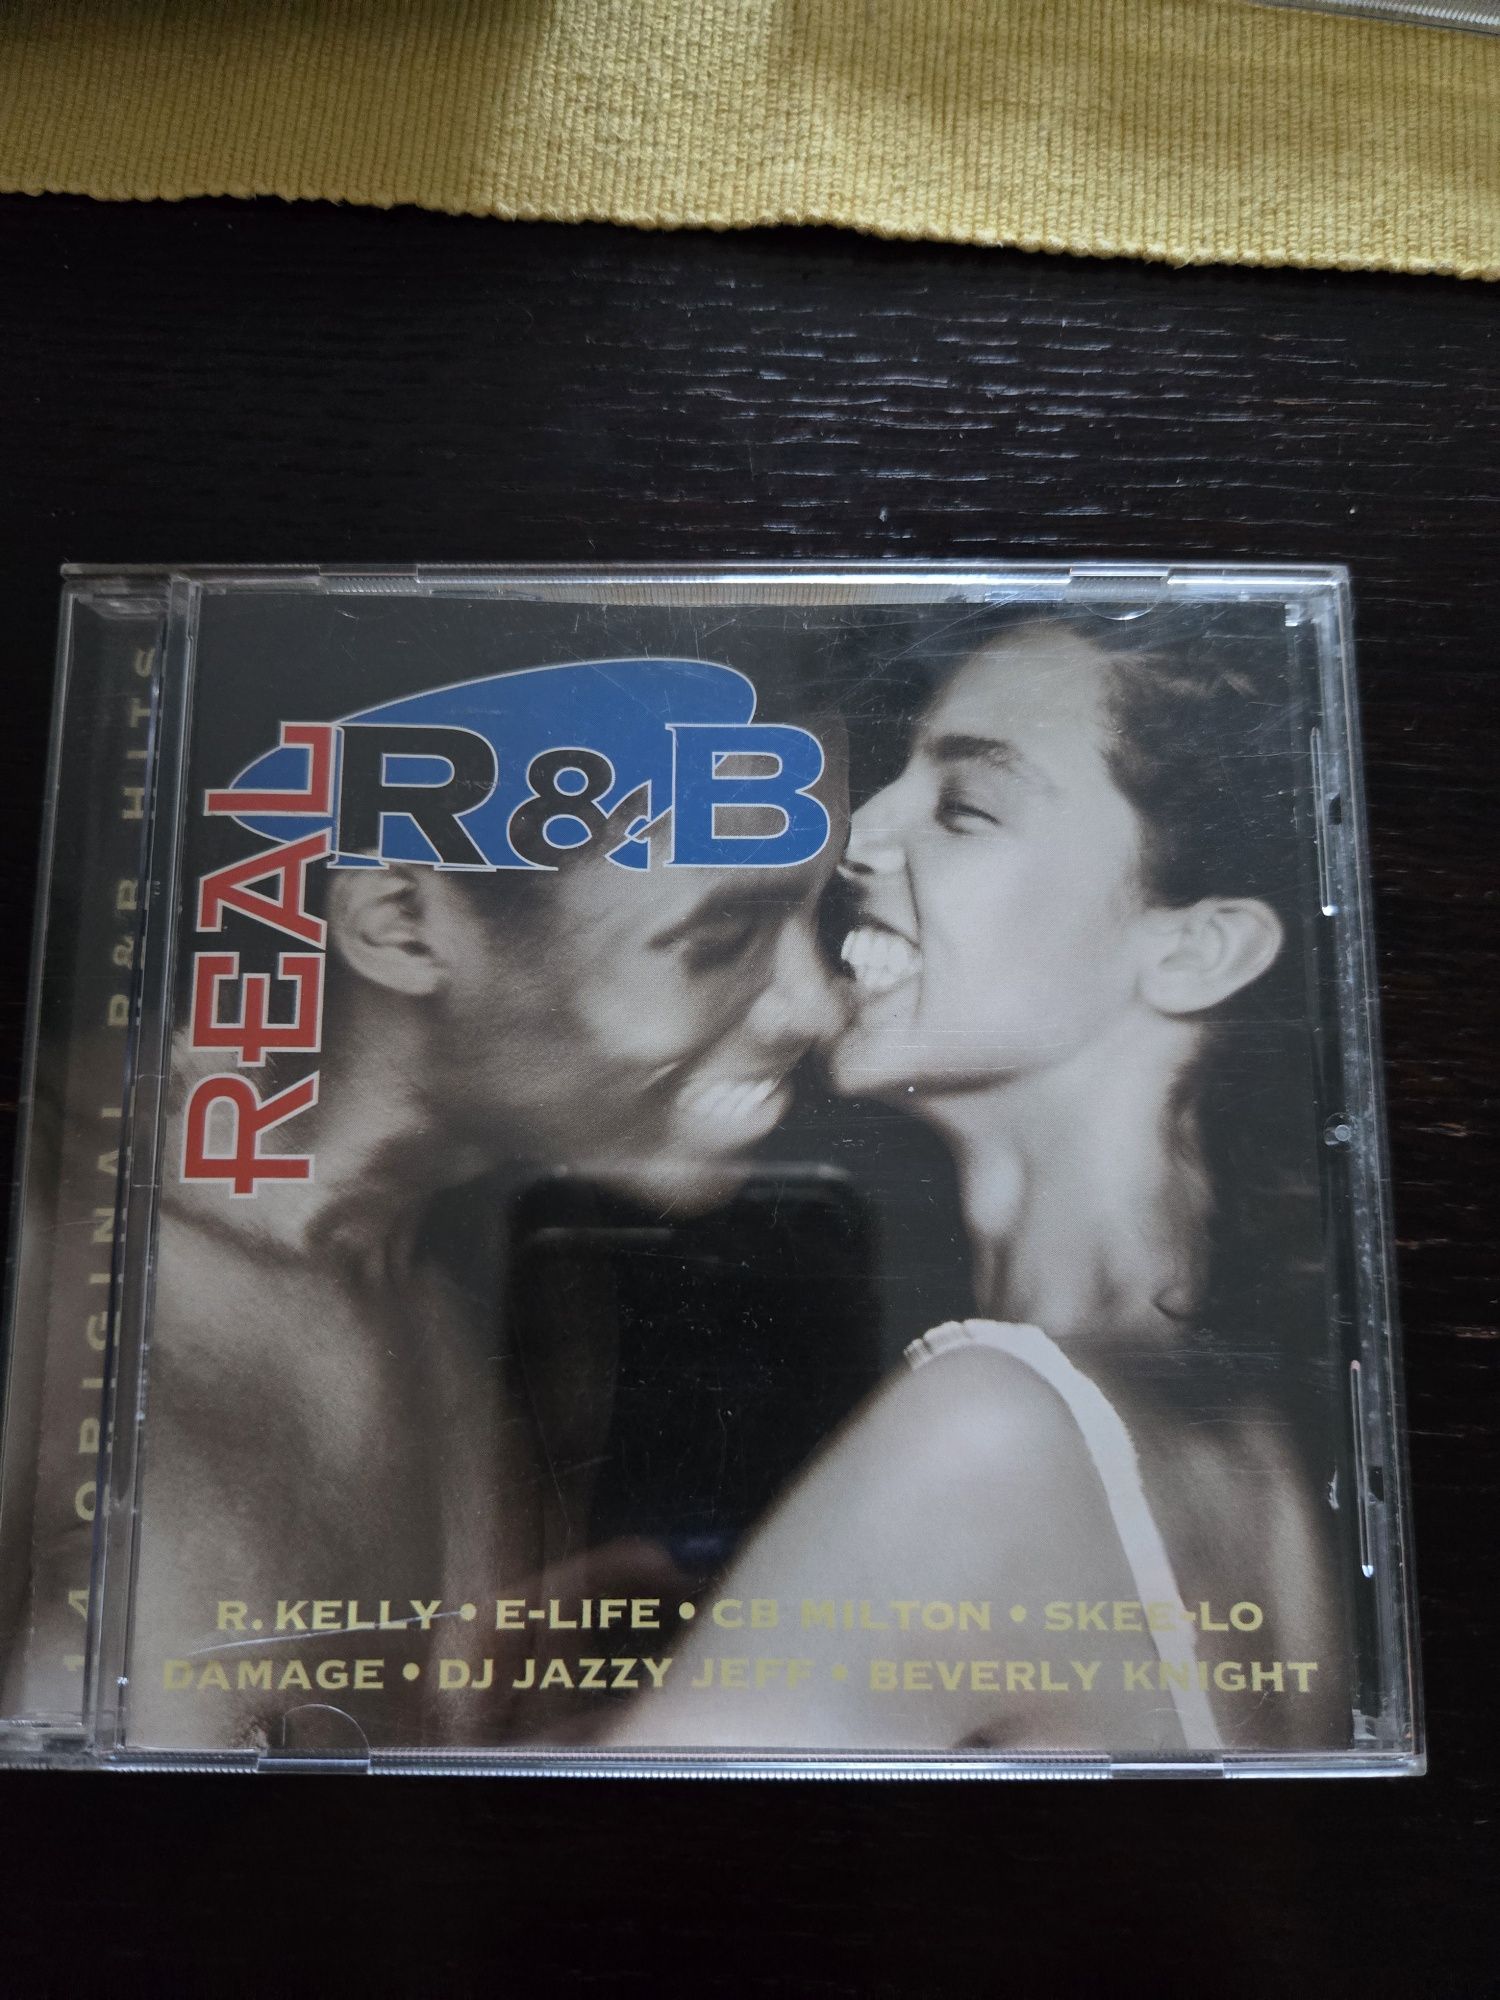 REAL
R&B
14 ORIGINAL R&B HITS
R. KELLY • E-LIFE • CB MILTON • SKEE-LO
DAMAGE • DJ JAZZY JEFF • BEVERLY KNIGHT